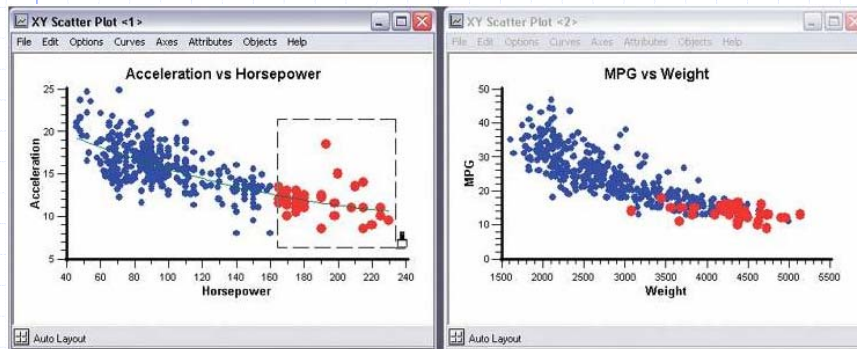 XY Scatter Plot <1>
File Edit Options Curves Axes Attributes Objects Help
Acceleration vs Horsepower
25
20
15
10
5
Acceleration
40 60 80 100 120 140 160 180 200 220 240
Horsepower
Auto Layout
XY Scatter Plot <2>
File Edit Options Curves Axes Attributes Objects Help
MPG vs Weight
50
40
30
20
10
0
MPG
1500 2000 2500 3000 3500 4000 4500 5000 5500
Weight
Auto Layout